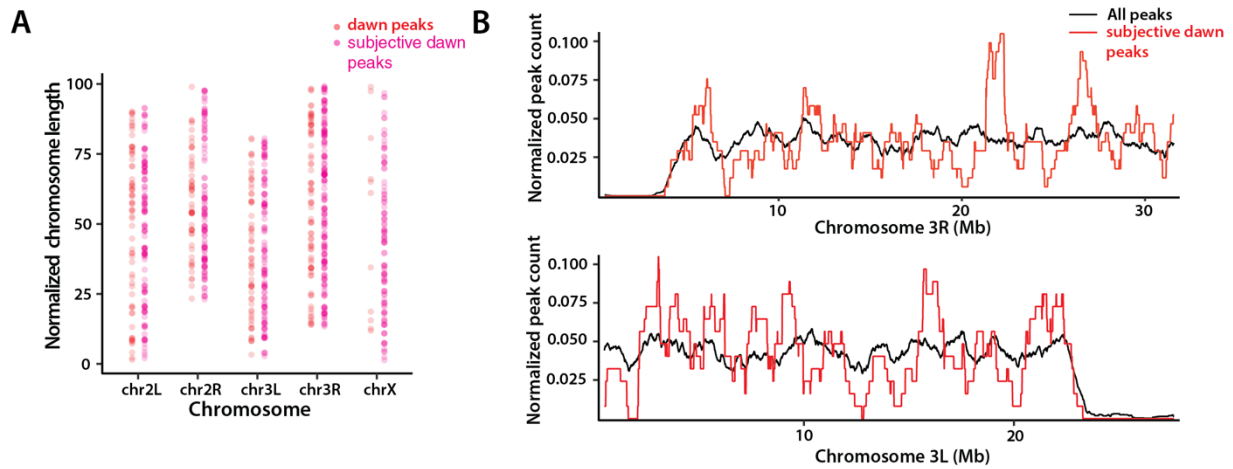 A
dawn peaks
subjective dawn
peaks
Normalized chromosome length
100
75
50
25
0
chr2L
chr2R
chr3L
chr3R
chrX
Chromosome
B
All peaks
subjective dawn
peaks
Normalized peak count
0.100
0.075
0.050
0.025
10
20
30
Chromosome 3R (Mb)
Normalized peak count
0.100
0.075
0.050
0.025
10
20
Chromosome 3L (Mb)